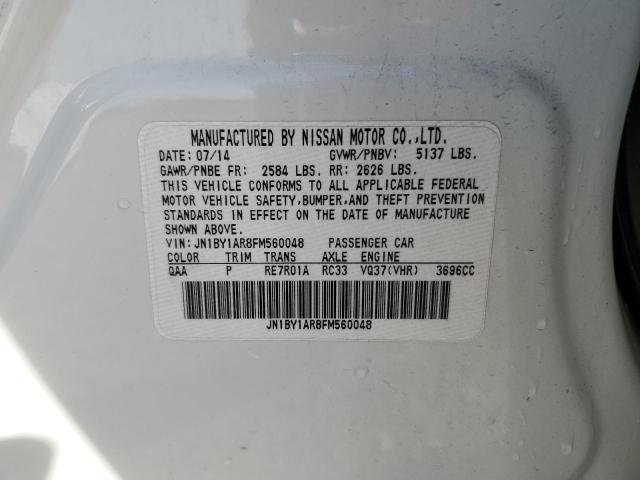 MANUFACTURED BY NISSAN MOTOR CO.,LTD.
DATE: 07/14 GVWR/PNBV: 5137 LBS.
GAWR/PNBE FR: 2584 LBS. RR: 2626 LBS.
THIS VEHICLE CONFORMS TO ALL APPLICABLE FEDERAL
MOTOR VEHICLE SAFETY,BUMPER,AND THEFT PREVENTION
STANDARDS IN EFFECT ON THE DATE OF MANUFACTURE
SHOWN ABOVE.
VIN: JN1BY1AR8FM560048 PASSENGER CAR
COLOR TRIM TRANS AXLE ENGINE
QAA P RE7R01A RC33 VQ37(VHR) 3696CC
JN1BY1AR8FM560048